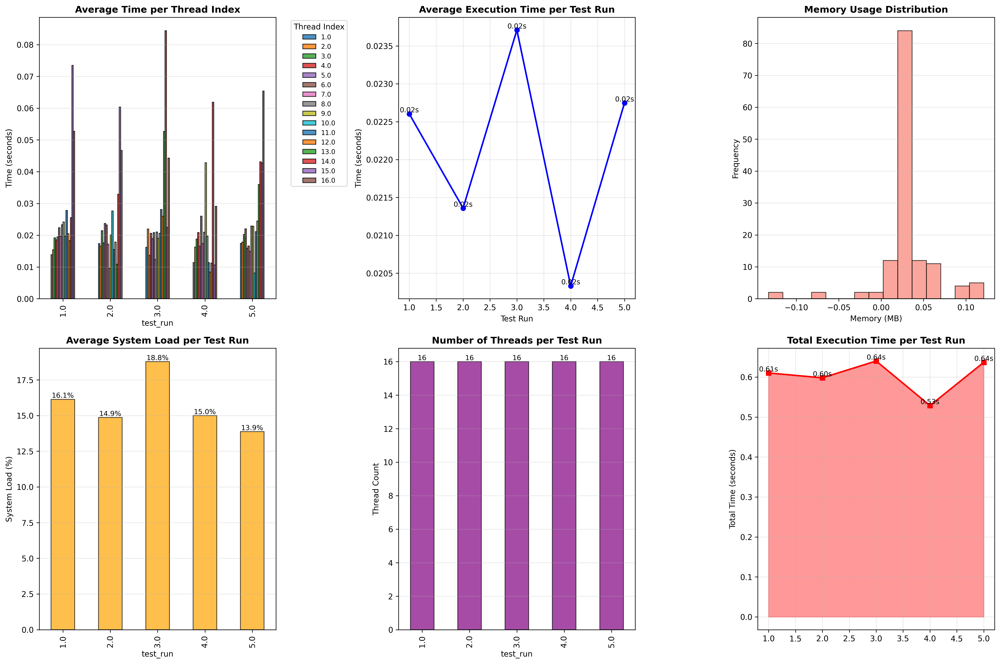 Average Time per Thread Index
Time (seconds)
0.08
0.07
0.06
0.05
0.04
0.03
0.02
0.01
0.00
1.0
2.0
3.0
4.0
5.0
test_run
Thread Index
1.0
2.0
3.0
4.0
5.0
6.0
7.0
8.0
9.0
10.0
11.0
12.0
13.0
14.0
15.0
16.0
Average Execution Time per Test Run
Time (seconds)
0.0235
0.0230
0.0225
0.0220
0.0215
0.0210
0.0205
0.02s
0.02s
0.02s
0.02s
0.02s
1.0 1.5 2.0 2.5 3.0 3.5 4.0 4.5 5.0
Test Run
Memory Usage Distribution
Frequency
80
70
60
50
40
30
20
10
0
−0.10 −0.05 0.00 0.05 0.10
Memory (MB)
Average System Load per Test Run
System Load (%)
17.5
15.0
12.5
10.0
7.5
5.0
2.5
0.0
16.1%
14.9%
18.8%
15.0%
13.9%
1.0
2.0
3.0
4.0
5.0
test_run
Number of Threads per Test Run
Thread Count
16
14
12
10
8
6
4
2
0
16 16 16 16 16
1.0
2.0
3.0
4.0
5.0
test_run
Total Execution Time per Test Run
Total Time (seconds)
0.6
0.5
0.4
0.3
0.2
0.1
0.0
0.61s
0.60s
0.64s
0.53s
0.64s
1.0 1.5 2.0 2.5 3.0 3.5 4.0 4.5 5.0